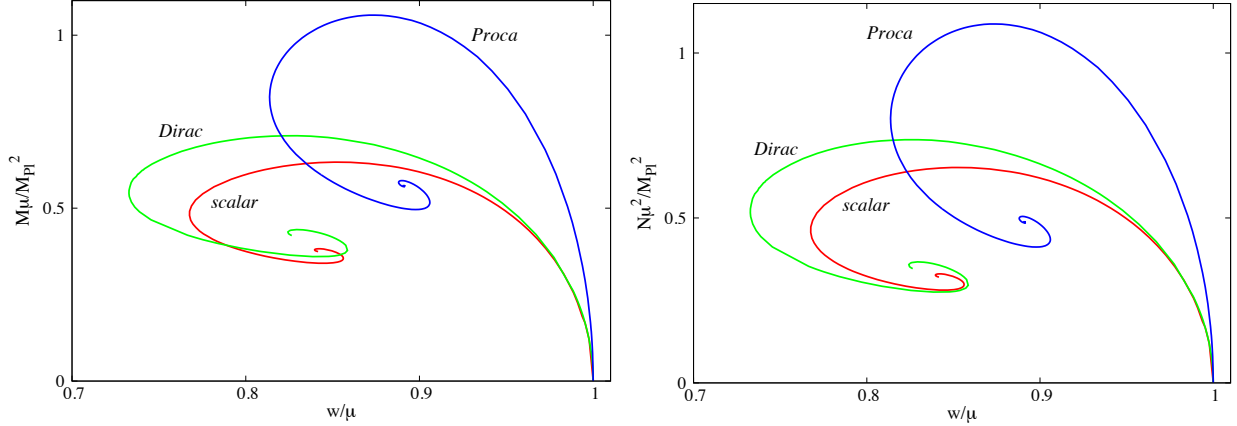 1
0.5
0
0.7
0.8
0.9
1
Mμ/M_Pl^2
w/μ
Proca
Dirac
scalar
1
0.5
0
0.7
0.8
0.9
1
Nμ^2/M_Pl^2
w/μ
Proca
Dirac
scalar